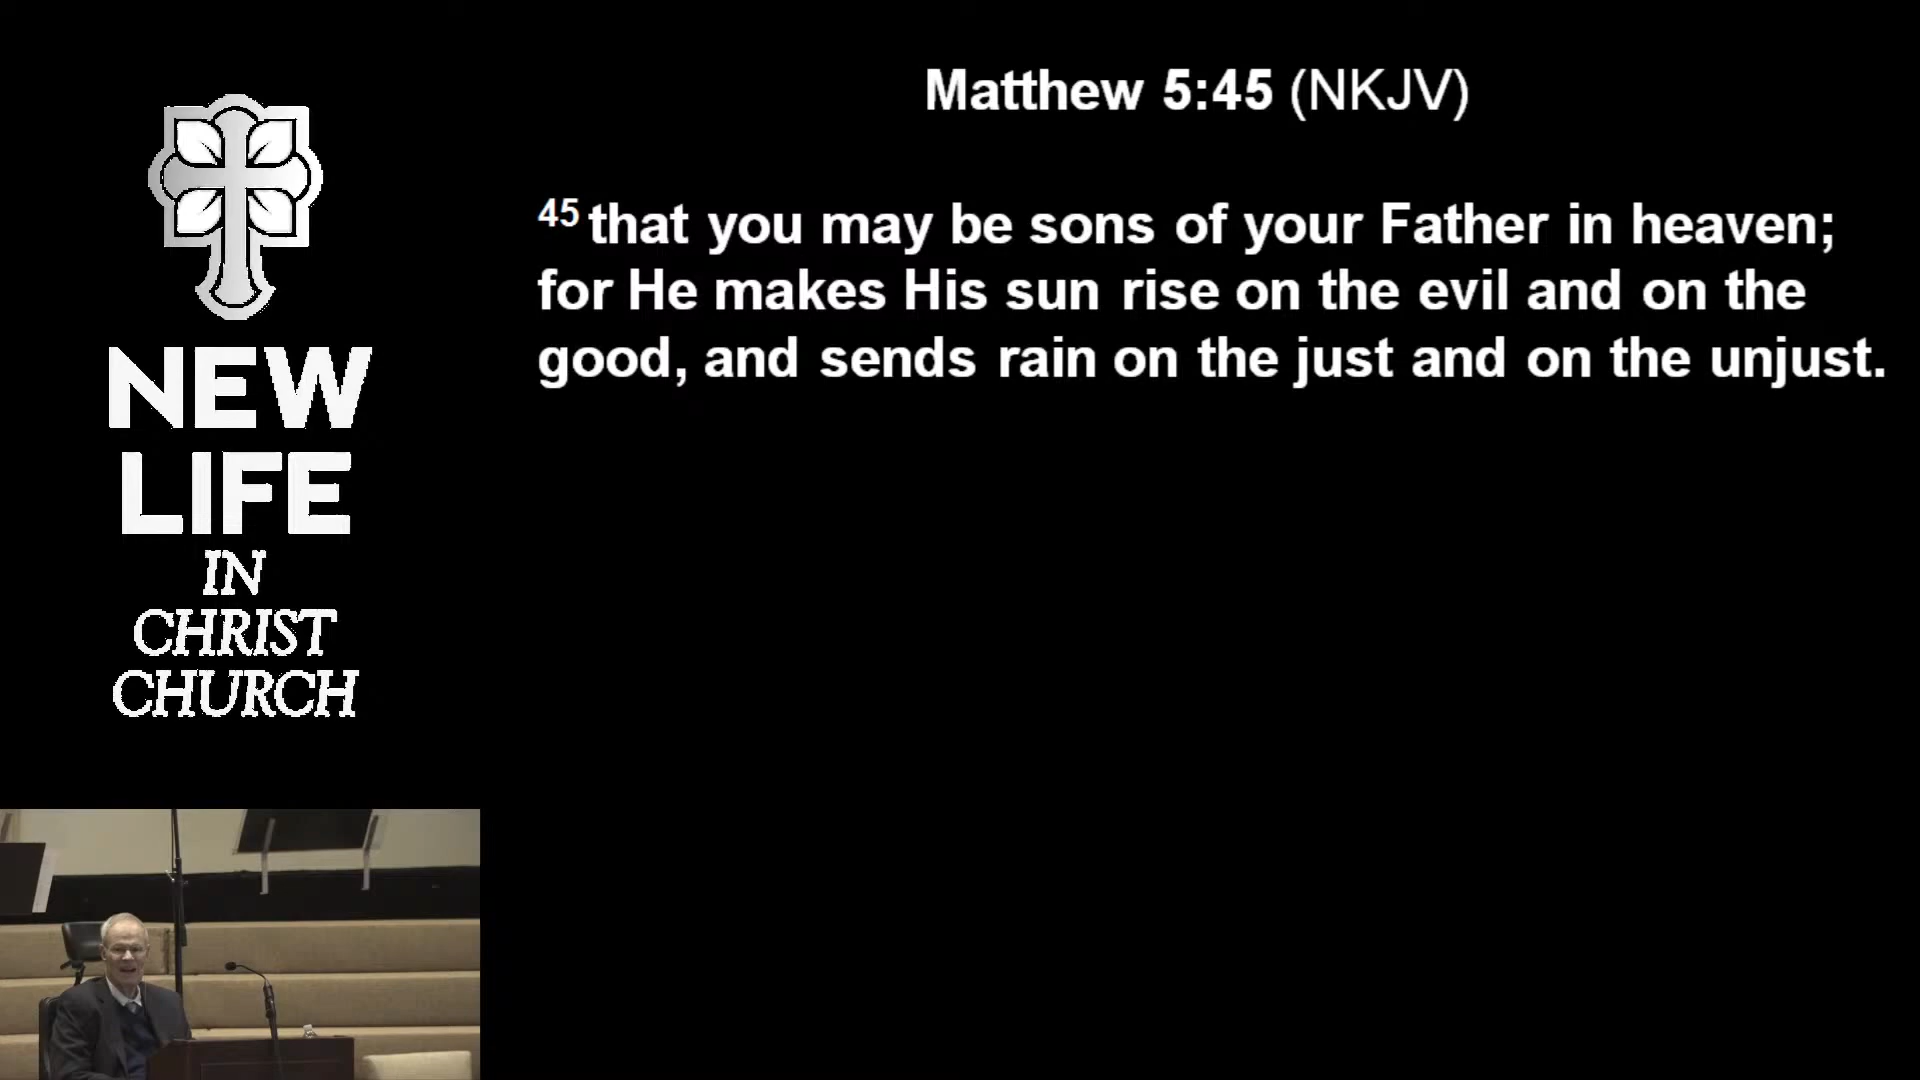 Matthew 5:45 (NKJV)
45 that you may be sons of your Father in heaven;
for He makes His sun rise on the evil and on the
good, and sends rain on the just and on the unjust.
NEW
LIFE
IN
CHRIST
CHURCH